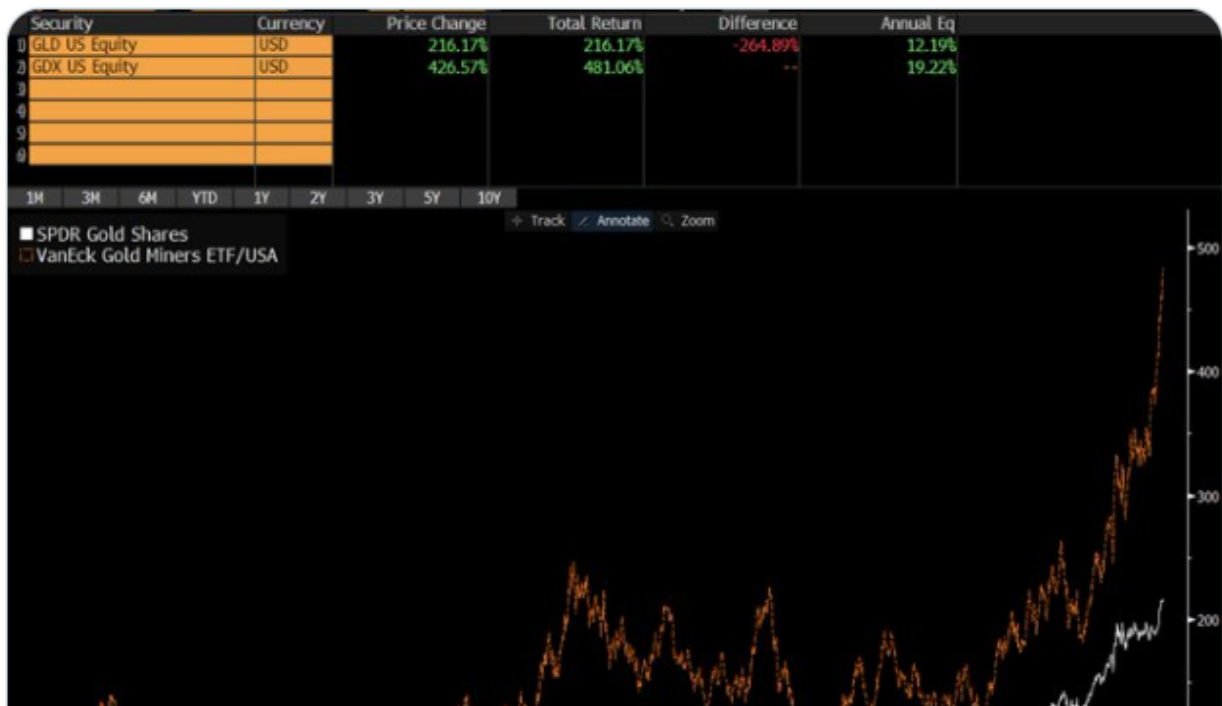 Security Currency Price Change Total Return Difference Annual Eq
1) GLD US Equity USD 216.17% 216.17% -264.89% 12.19%
2) GDX US Equity USD 426.57% 481.06% -- 19.22%
3)
4)
5)
6)
1M 3M 6M YTD 1Y 2Y 3Y 5Y 10Y
Track Annotate Zoom
SPDR Gold Shares
VanEck Gold Miners ETF/USA
500
400
300
200